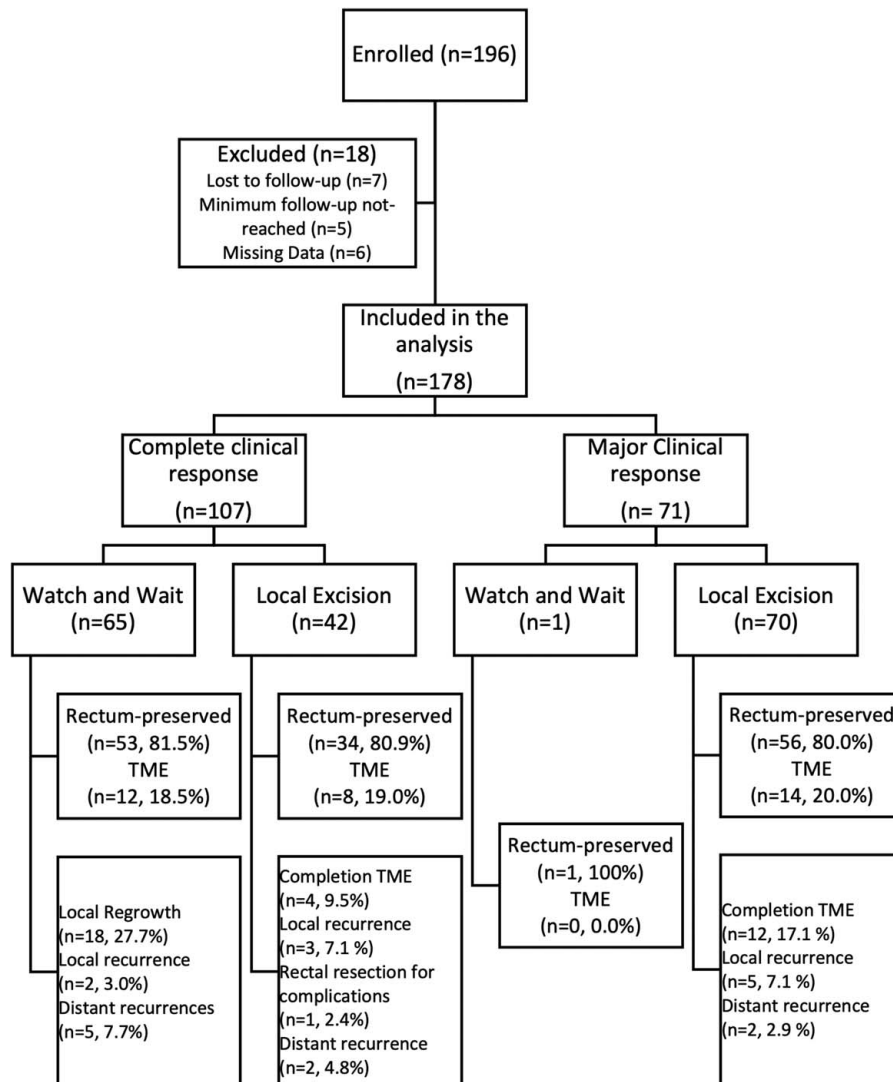 Enrolled (n=196)
Excluded (n=18)
Lost to follow-up (n=7)
Minimum follow-up not-
reached (n=5)
Missing Data (n=6)
Included in the
analysis
(n=178)
Complete clinical
response
(n=107)
Major Clinical
response
(n= 71)
Watch and Wait
(n=65)
Local Excision
(n=42)
Watch and Wait
(n=1)
Local Excision
(n=70)
Rectum-preserved
(n=53, 81.5%)
TME
(n=12, 18.5%)
Rectum-preserved
(n=34, 80.9%)
TME
(n=8, 19.0%)
Rectum-preserved
(n=1, 100%)
TME
(n=0, 0.0%)
Rectum-preserved
(n=56, 80.0%)
TME
(n=14, 20.0%)
Local Regrowth
(n=18, 27.7%)
Local recurrence
(n=2, 3.0%)
Distant recurrences
(n=5, 7.7%)
Completion TME
(n=4, 9.5%)
Local recurrence
(n=3, 7.1 %)
Rectal resection for
complications
(n=1, 2.4%)
Distant recurrence
(n=2, 4.8%)
Completion TME
(n=12, 17.1 %)
Local recurrence
(n=5, 7.1 %)
Distant recurrence
(n=2, 2.9 %)